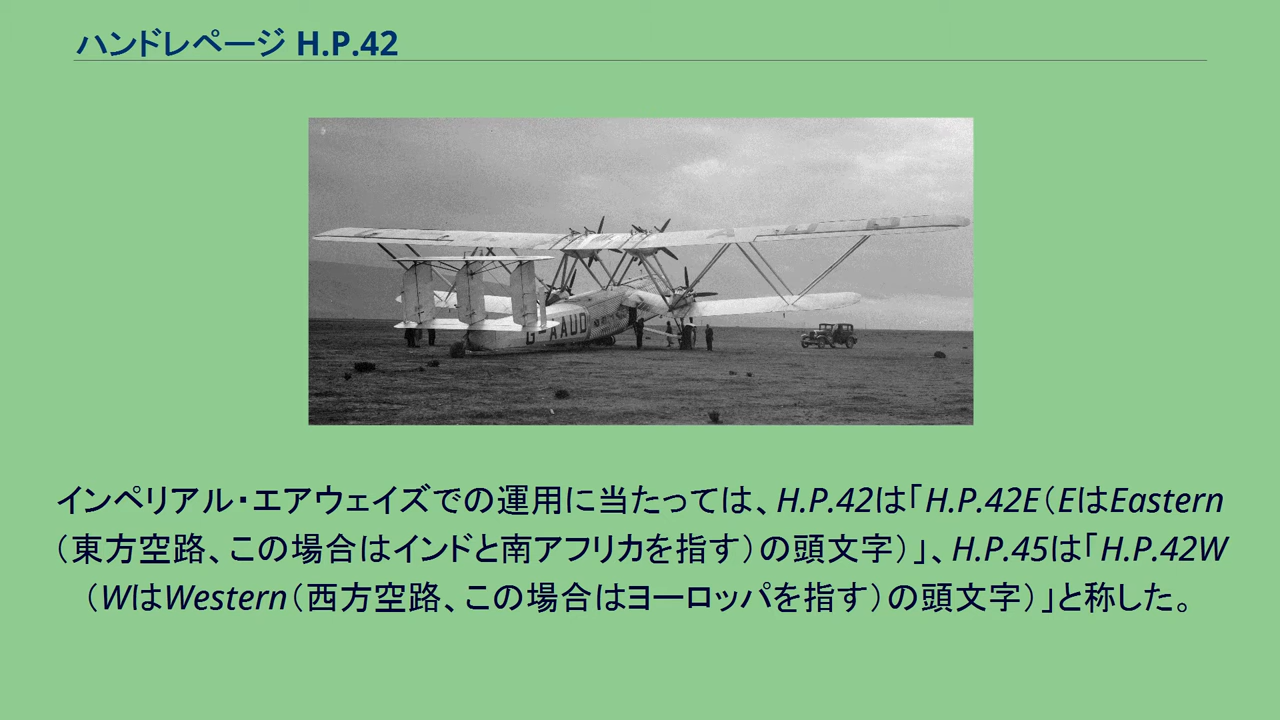 ハンドレページ H.P.42
G-AAUD
インペリアル・エアウェイズでの運用に当たっては、H.P.42は「H.P.42E（EはEastern
（東方空路、この場合はインドと南アフリカを指す）の頭文字）」、H.P.45は「H.P.42W
（WはWestern（西方空路、この場合はヨーロッパを指す）の頭文字）」と称した。